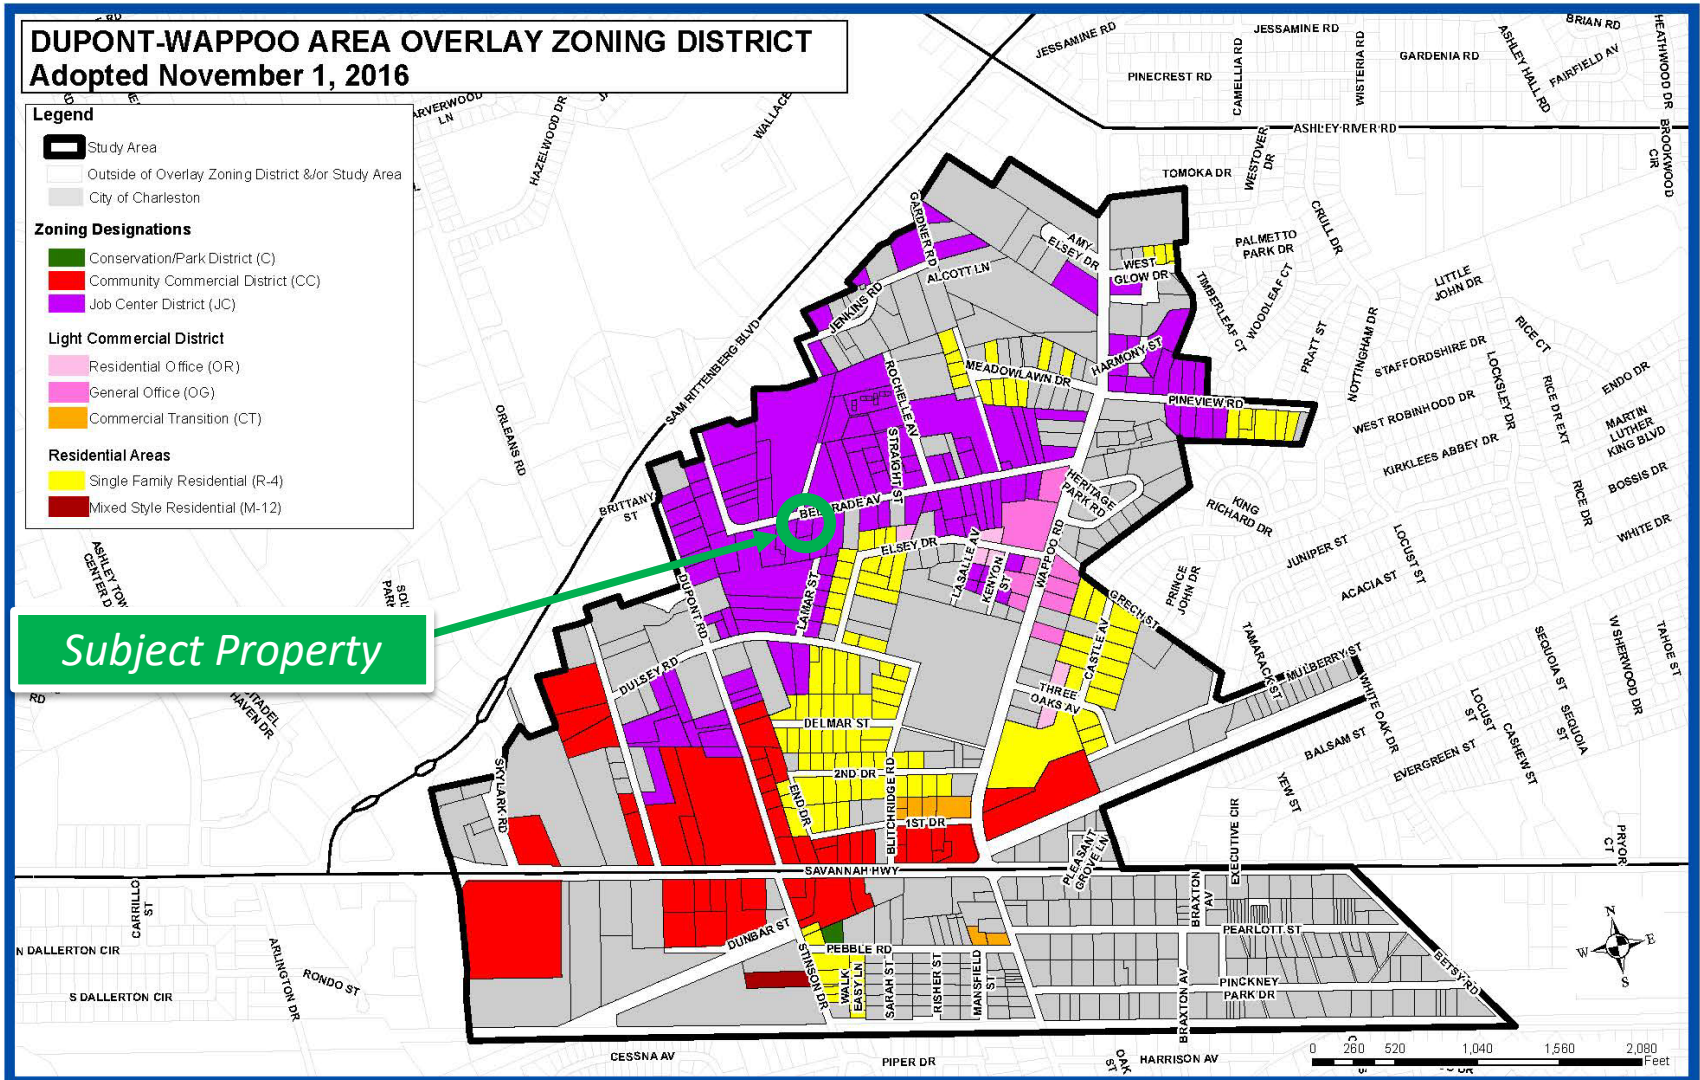 DUPONT-WAPPOO AREA OVERLAY ZONING DISTRICT
Adopted November 1, 2016
Legend
Study Area
Outside of Overlay Zoning District &/or Study Area
City of Charleston
Zoning Designations
Conservation/Park District (C)
Community Commercial District (CC)
Job Center District (JC)
Light Commercial District
Residential Office (OR)
General Office (OG)
Commercial Transition (CT)
Residential Areas
Single Family Residential (R-4)
Mixed Style Residential (M-12)
Subject Property
JESSAMINE RD
JESSAMINE RD
BRIAN RD
HEATHWOOD DR
GARDENIA RD
ASHLEY HALL RD
FAIRFIELD AV
PINECREST RD
CAMELLIA RD
WISTERIA RD
ASHLEY RIVER RD
BROOKWOOD
CIR
HAZELWOOD DR
WALLACE
LN
WESTOVER
DR
TOMOKA DR
CRULL DR
PALMETTO
PARK DR
GARDNER RD
AMY
ELSEY DR
WEST
GLOW DR
ALCOTT LN
JENKINS RD
TIMBERLEAF CT
WOODLEAF CT
LITTLE
JOHN DR
PRATT ST
NOTTINGHAM DR
STAFFORDSHIRE DR
RICE CT
LOCKSLEY DR
ENDO DR
SAM RITTENBERG BLVD
ROCHELLE AV
MEADOWLAWN DR
HARMONY ST
PINEVIEW RD
WEST ROBINHOOD DR
RICE DR EXT
MARTIN
LUTHER
KING BLVD
KIRKLEES ABBEY DR
BOSSIS DR
ORLEANS RD
STRAIGHT ST
HERITAGE
PARK RD
RICE DR
BRITTANY
ST
KING
RICHARD DR
WHITE DR
ELSEY DR
LASALLE AV
KENYON
ST
WAPPOO RD
JUNIPER ST
LOCUST ST
PRINCE
JOHN DR
ACACIA ST
ASHLEY TOW
CENTER D
DUPONT RD
LAMAR ST
GRECH ST
CASTLE AV
TAMARACK ST
MULBERRY ST
SEQUOIA ST
W SHERWOOD DR
TAHOE ST
DULSEY RD
THREE
OAKS AV
WHITE OAK DR
CITADEL
HAVEN DR
RD
DELMAR ST
LOCUST
ST
CASHEW ST
SEQUOIA
ST
BALSAM ST
EVERGREEN ST
SKYLARK RD
2ND DR
END DR
BLITCHRIDGE RD
YEW ST
1ST DR
PLEASANT
GROVE LN
EXECUTIVE CIR
PRYOR
CT
SAVANNAH HWY
CARRILLO
ST
BRAXTON
AV
N DALLERTON CIR
ARLINGTON DR
RONDO ST
DUNBAR ST
STINSON DR
PEBBLE RD
PEARLOTT ST
S DALLERTON CIR
WALK
EASY LN
SARAH ST
RISHER ST
MANSFIELD
ST
BRAXTON AV
PINCKNEY
PARK DR
BETSY RD
N
W
E
S
CESSNA AV
PIPER DR
OAK
ST
HARRISON AV
0 260 520 1,040 1,560 2,080
Feet